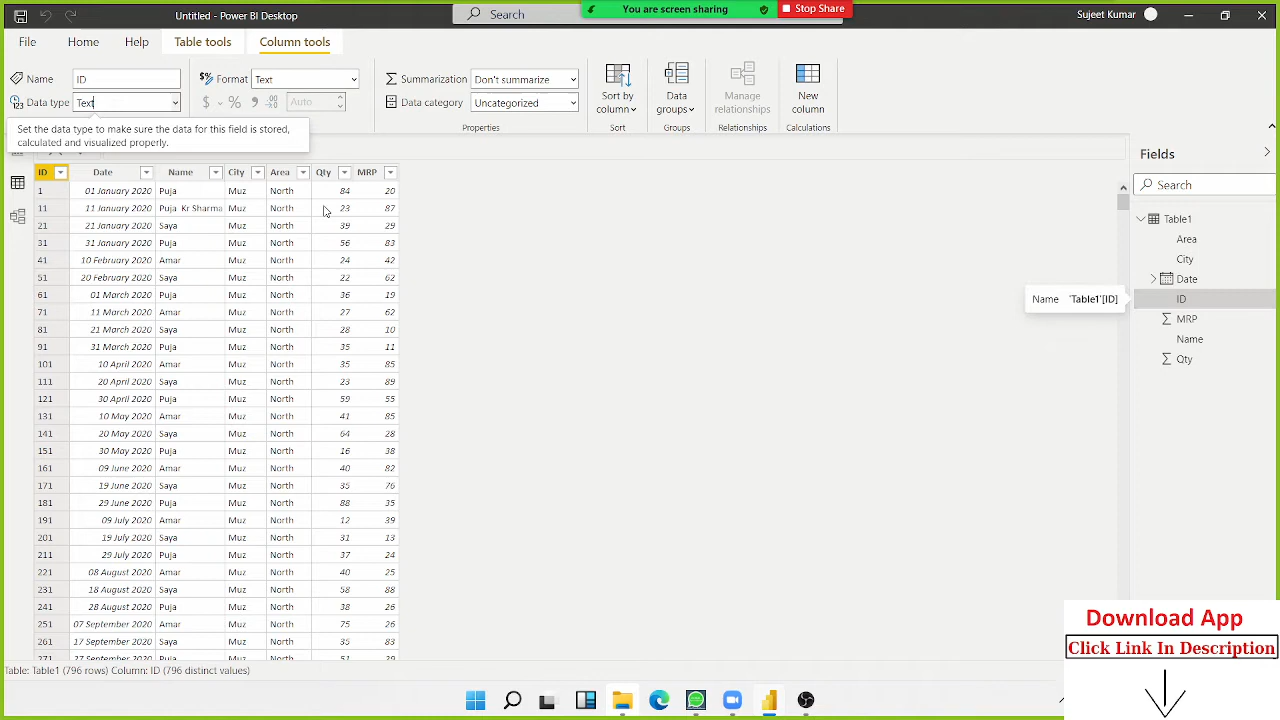 You are screen sharing
Stop Share
Untitled - Power BI Desktop
Search
Sujeet Kumar
File
Home
Help
Table tools
Column tools
Name
ID
Format
Text
Summarization
Don't summarize
Data type
Text
$ % 9 Auto
Data category
Uncategorized
Sort by column
Data groups
Manage relationships
New column
Properties
Sort
Groups
Relationships
Calculations
Set the data type to make sure the data for this field is stored,
calculated and visualized properly.
ID Date Name City Area Qty MRP
1 01 January 2020 Puja Muz North 84 20
11 11 January 2020 Puja Kr Sharma Muz North 23 87
21 21 January 2020 Saya Muz North 39 29
31 31 January 2020 Puja Muz North 56 83
41 10 February 2020 Amar Muz North 24 42
51 20 February 2020 Saya Muz North 22 62
61 01 March 2020 Puja Muz North 36 19
71 11 March 2020 Amar Muz North 27 62
81 21 March 2020 Saya Muz North 28 10
91 31 March 2020 Puja Muz North 35 11
101 10 April 2020 Amar Muz North 35 85
111 20 April 2020 Saya Muz North 23 89
121 30 April 2020 Puja Muz North 59 55
131 10 May 2020 Amar Muz North 41 85
141 20 May 2020 Saya Muz North 64 28
151 30 May 2020 Puja Muz North 16 38
161 09 June 2020 Amar Muz North 40 82
171 19 June 2020 Saya Muz North 35 76
181 29 June 2020 Puja Muz North 88 35
191 09 July 2020 Amar Muz North 12 39
201 19 July 2020 Saya Muz North 31 13
211 29 July 2020 Puja Muz North 37 24
221 08 August 2020 Amar Muz North 40 25
231 18 August 2020 Saya Muz North 58 88
241 28 August 2020 Puja Muz North 38 26
251 07 September 2020 Amar Muz North 75 26
261 17 September 2020 Saya Muz North 35 83
271 27 September 2020 Puja Muz North 51 29
Table: Table1 (796 rows) Column: ID (796 distinct values)
Fields
Search
Table1
Area
City
Date
ID
MRP
Name
Qty
Name 'Table1'[ID]
Download App
Click Link In Description